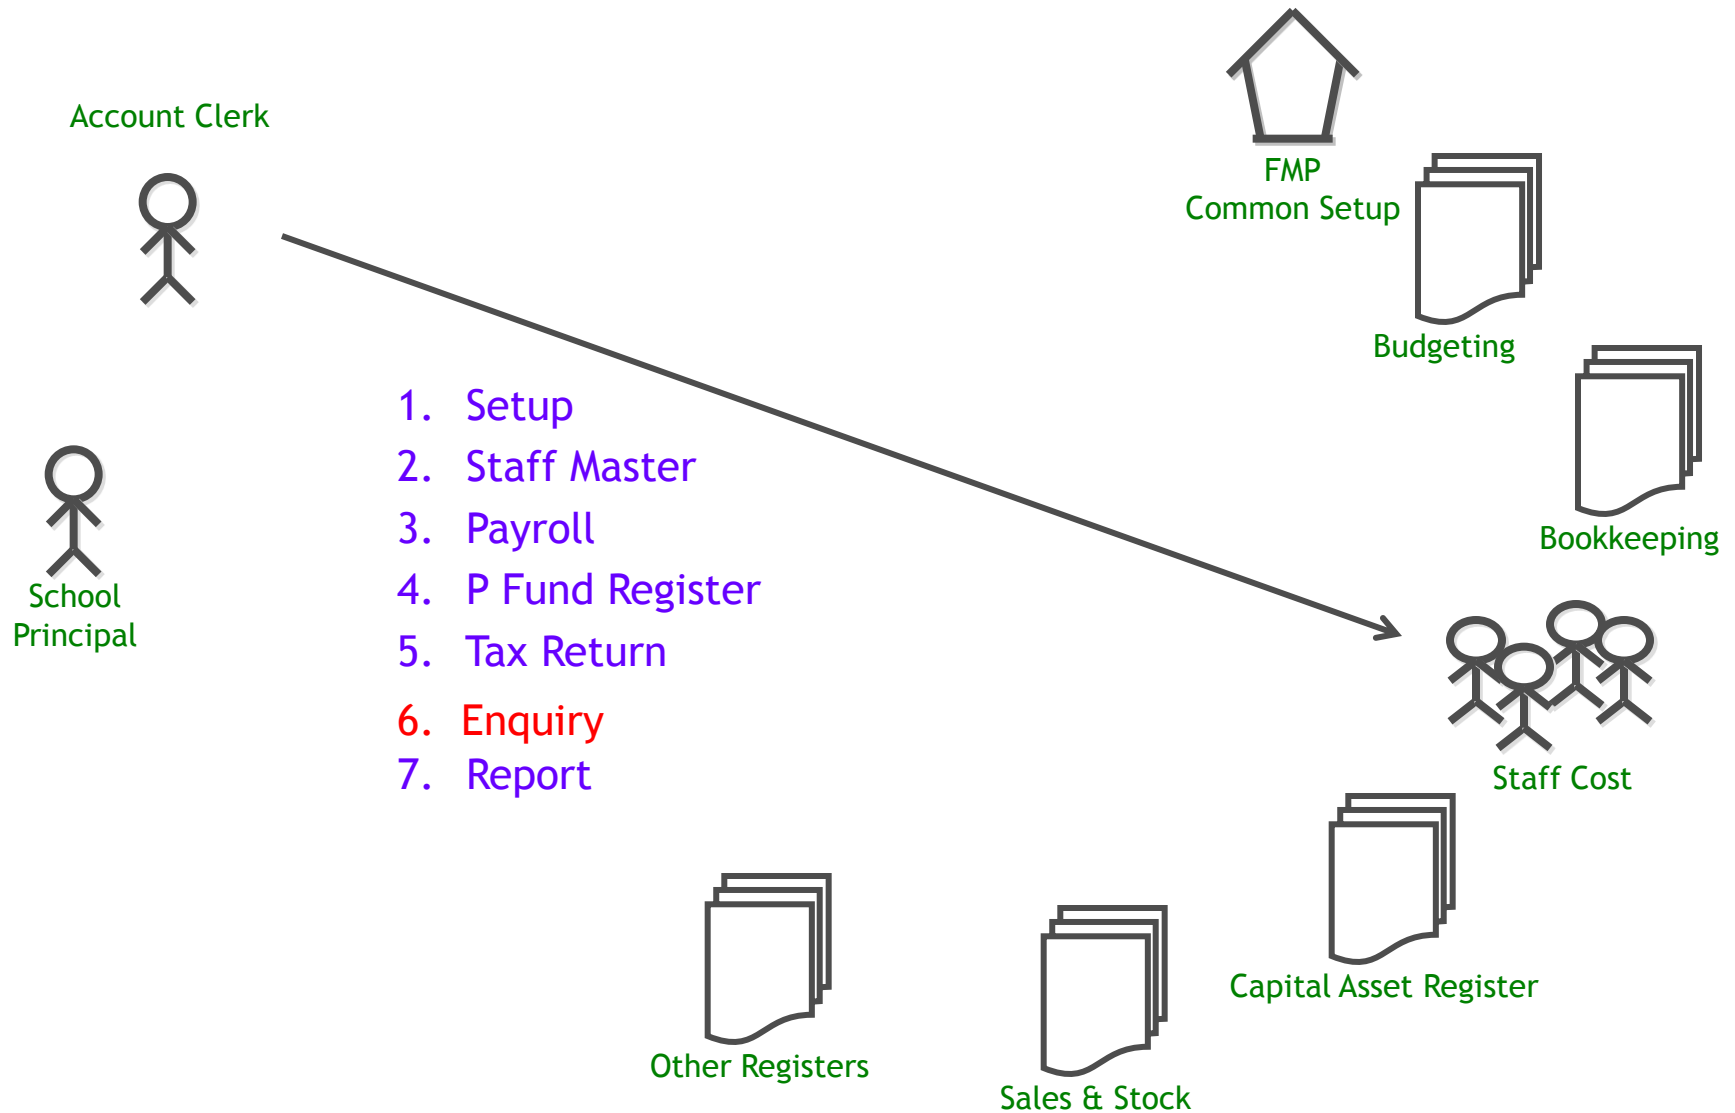 Account Clerk
FMP
Common Setup
Budgeting
1. Setup
2. Staff Master
3. Payroll
4. P Fund Register
5. Tax Return
6. Enquiry
7. Report
School
Principal
Bookkeeping
Staff Cost
Capital Asset Register
Other Registers
Sales & Stock